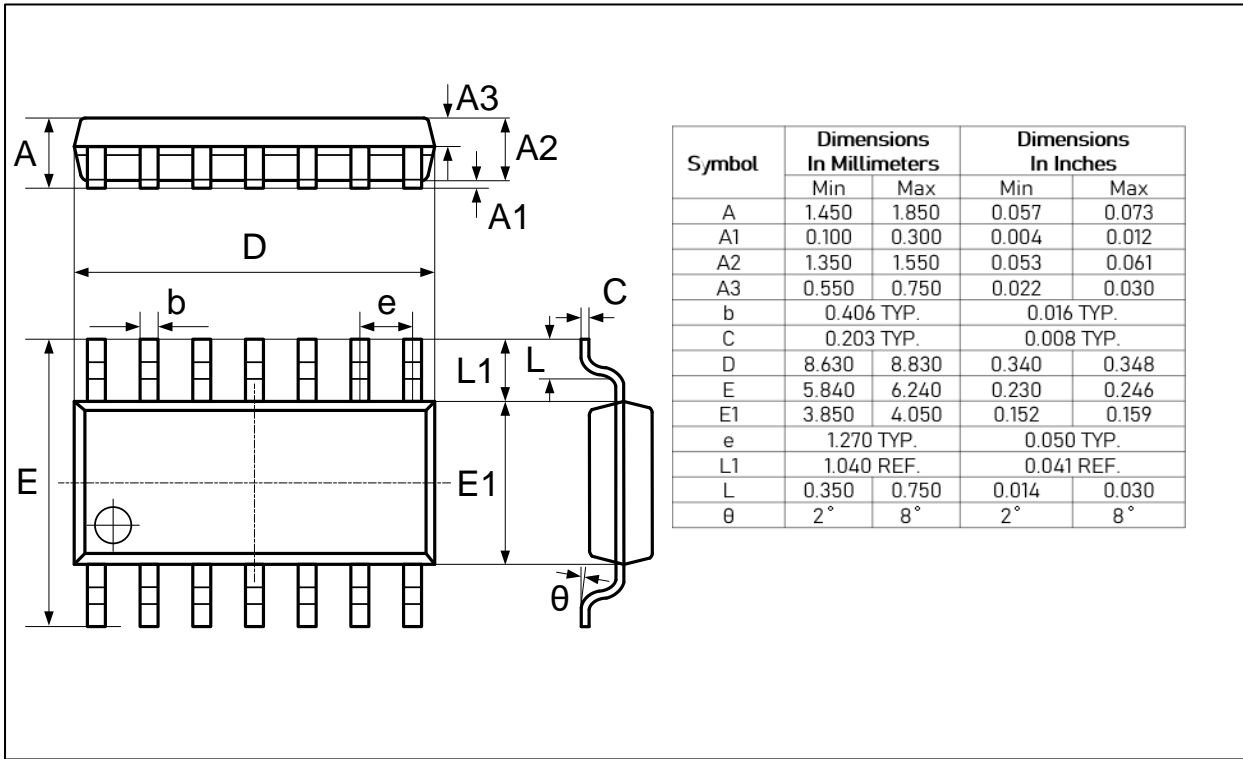 A3
A
A2
A1
D
b
e
C
L1
L
E
E1
θ
Symbol Dimensions In Millimeters Dimensions In Inches
Min Max Min Max
A 1.450 1.850 0.057 0.073
A1 0.100 0.300 0.004 0.012
A2 1.350 1.550 0.053 0.061
A3 0.550 0.750 0.022 0.030
b 0.406 TYP. 0.016 TYP.
C 0.203 TYP. 0.008 TYP.
D 8.630 8.830 0.340 0.348
E 5.840 6.240 0.230 0.246
E1 3.850 4.050 0.152 0.159
e 1.270 TYP. 0.050 TYP.
L1 1.040 REF. 0.041 REF.
L 0.350 0.750 0.014 0.030
θ 2° 8° 2° 8°